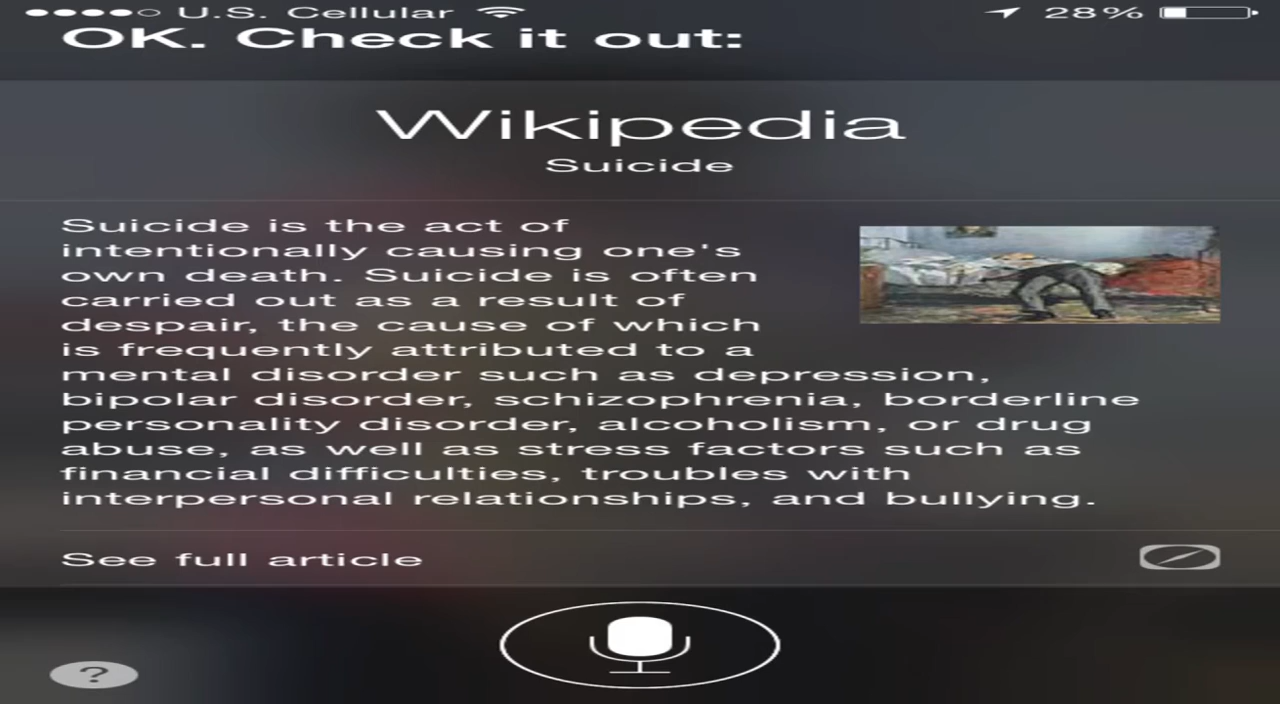 U.S. Cellular 28%
OK. Check it out:
Wikipedia
Suicide
Suicide is the act of
intentionally causing one's
own death. Suicide is often
carried out as a result of
despair, the cause of which
is frequently attributed to a
mental disorder such as depression,
bipolar disorder, schizophrenia, borderline
personality disorder, alcoholism, or drug
abuse, as well as stress factors such as
financial difficulties, troubles with
interpersonal relationships, and bullying.
See full article
?